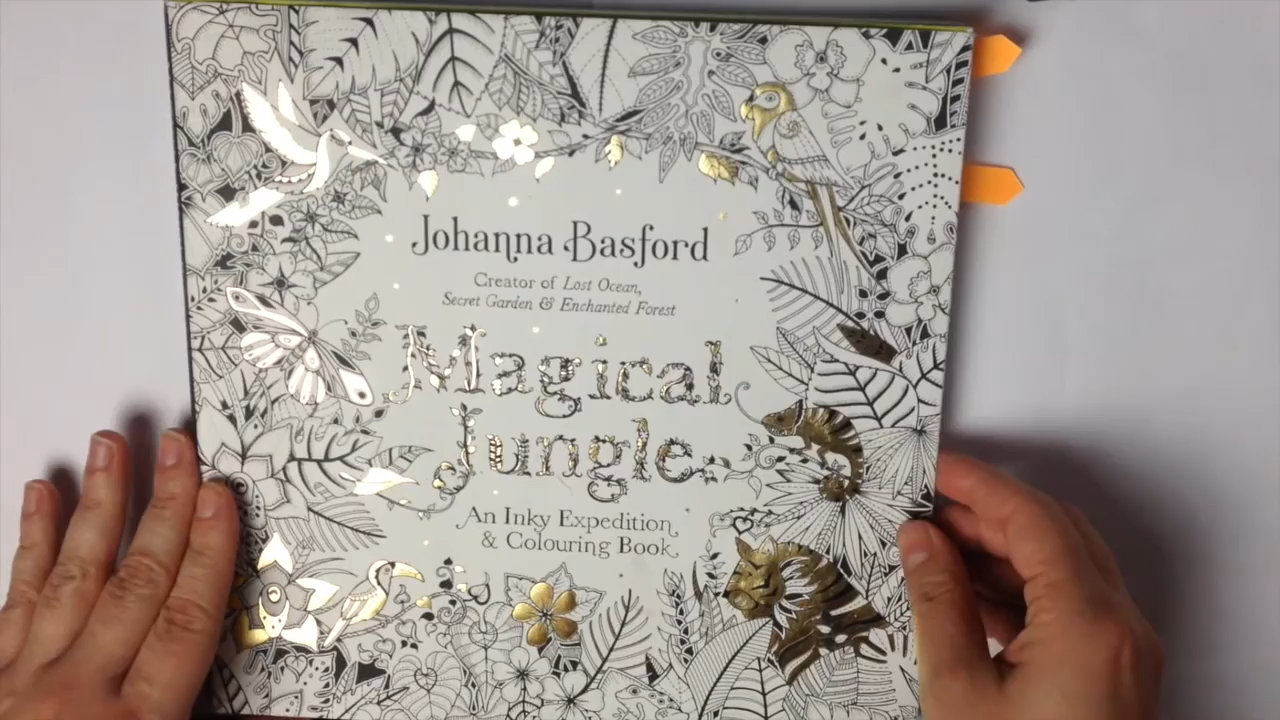 Johanna Basford
Creator of Lost Ocean,
Secret Garden & Enchanted Forest
Magical
Jungle
An Inky Expedition
& Colouring Book